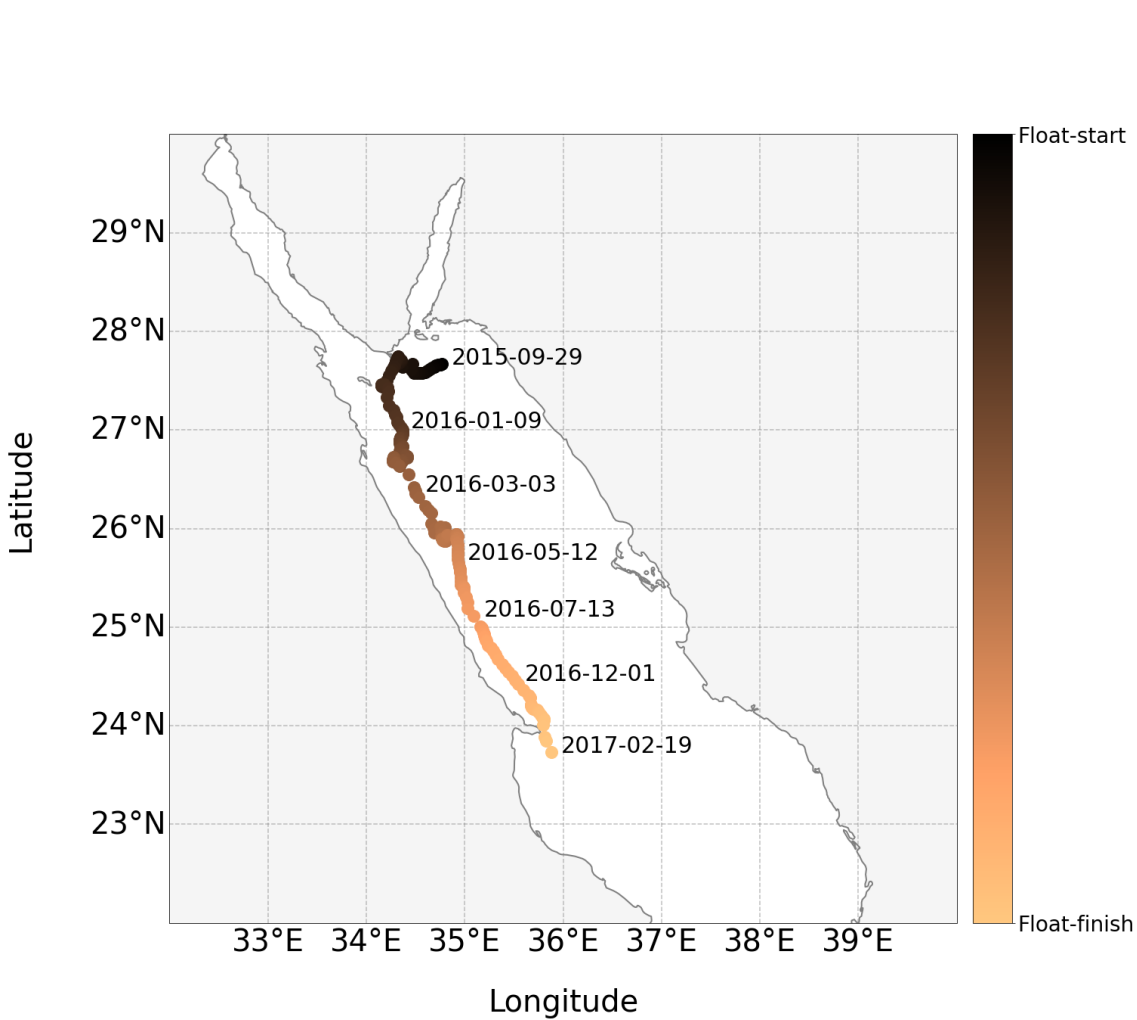 Float-start
29°N
28°N
2015-09-29
27°N
2016-01-09
2016-03-03
26°N
2016-05-12
2016-07-13
25°N
2016-12-01
24°N
2017-02-19
23°N
Float-finish
33°E 34°E 35°E 36°E 37°E 38°E 39°E
Longitude
Latitude